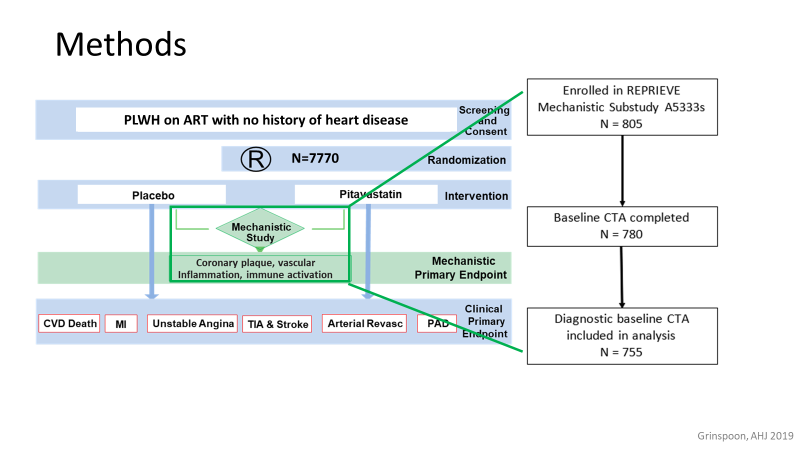 Methods
PLWH on ART with no history of heart disease
Screening
and
Consent
Ⓡ N=7770
Randomization
Placebo
Pitavastatin
Intervention
Mechanistic
Study
Coronary plaque, vascular
Inflammation, immune activation
Mechanistic
Primary Endpoint
CVD Death
MI
Unstable Angina
TIA & Stroke
Arterial Revasc
PAD
Clinical
Primary
Endpoint
Enrolled in REPRIEVE
Mechanistic Substudy A5333s
N = 805
Baseline CTA completed
N = 780
Diagnostic baseline CTA
included in analysis
N = 755
Grinspoon, AHJ 2019